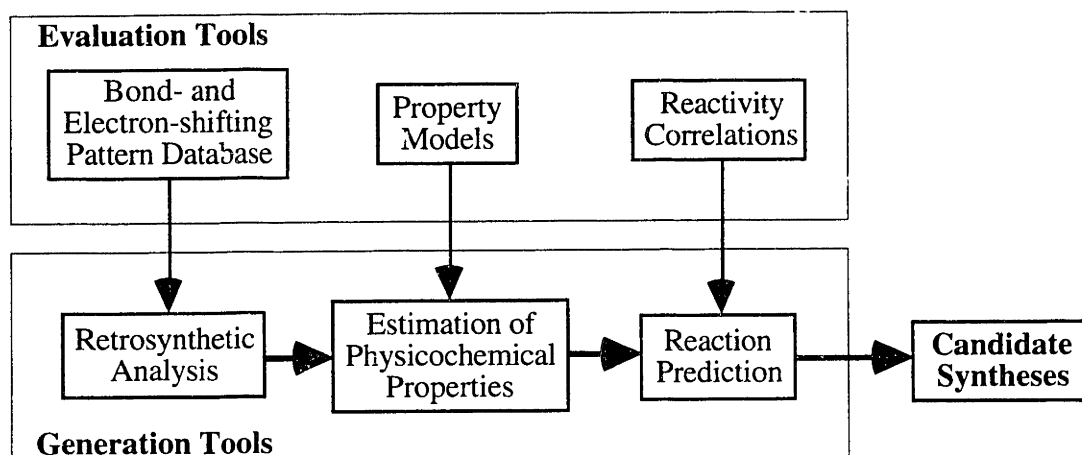 Evaluation Tools
Bond- and
Electron-shifting
Pattern Database
Property
Models
Reactivity
Correlations
Retrosynthetic
Analysis
Estimation of
Physicochemical
Properties
Reaction
Prediction
Candidate
Syntheses
Generation Tools